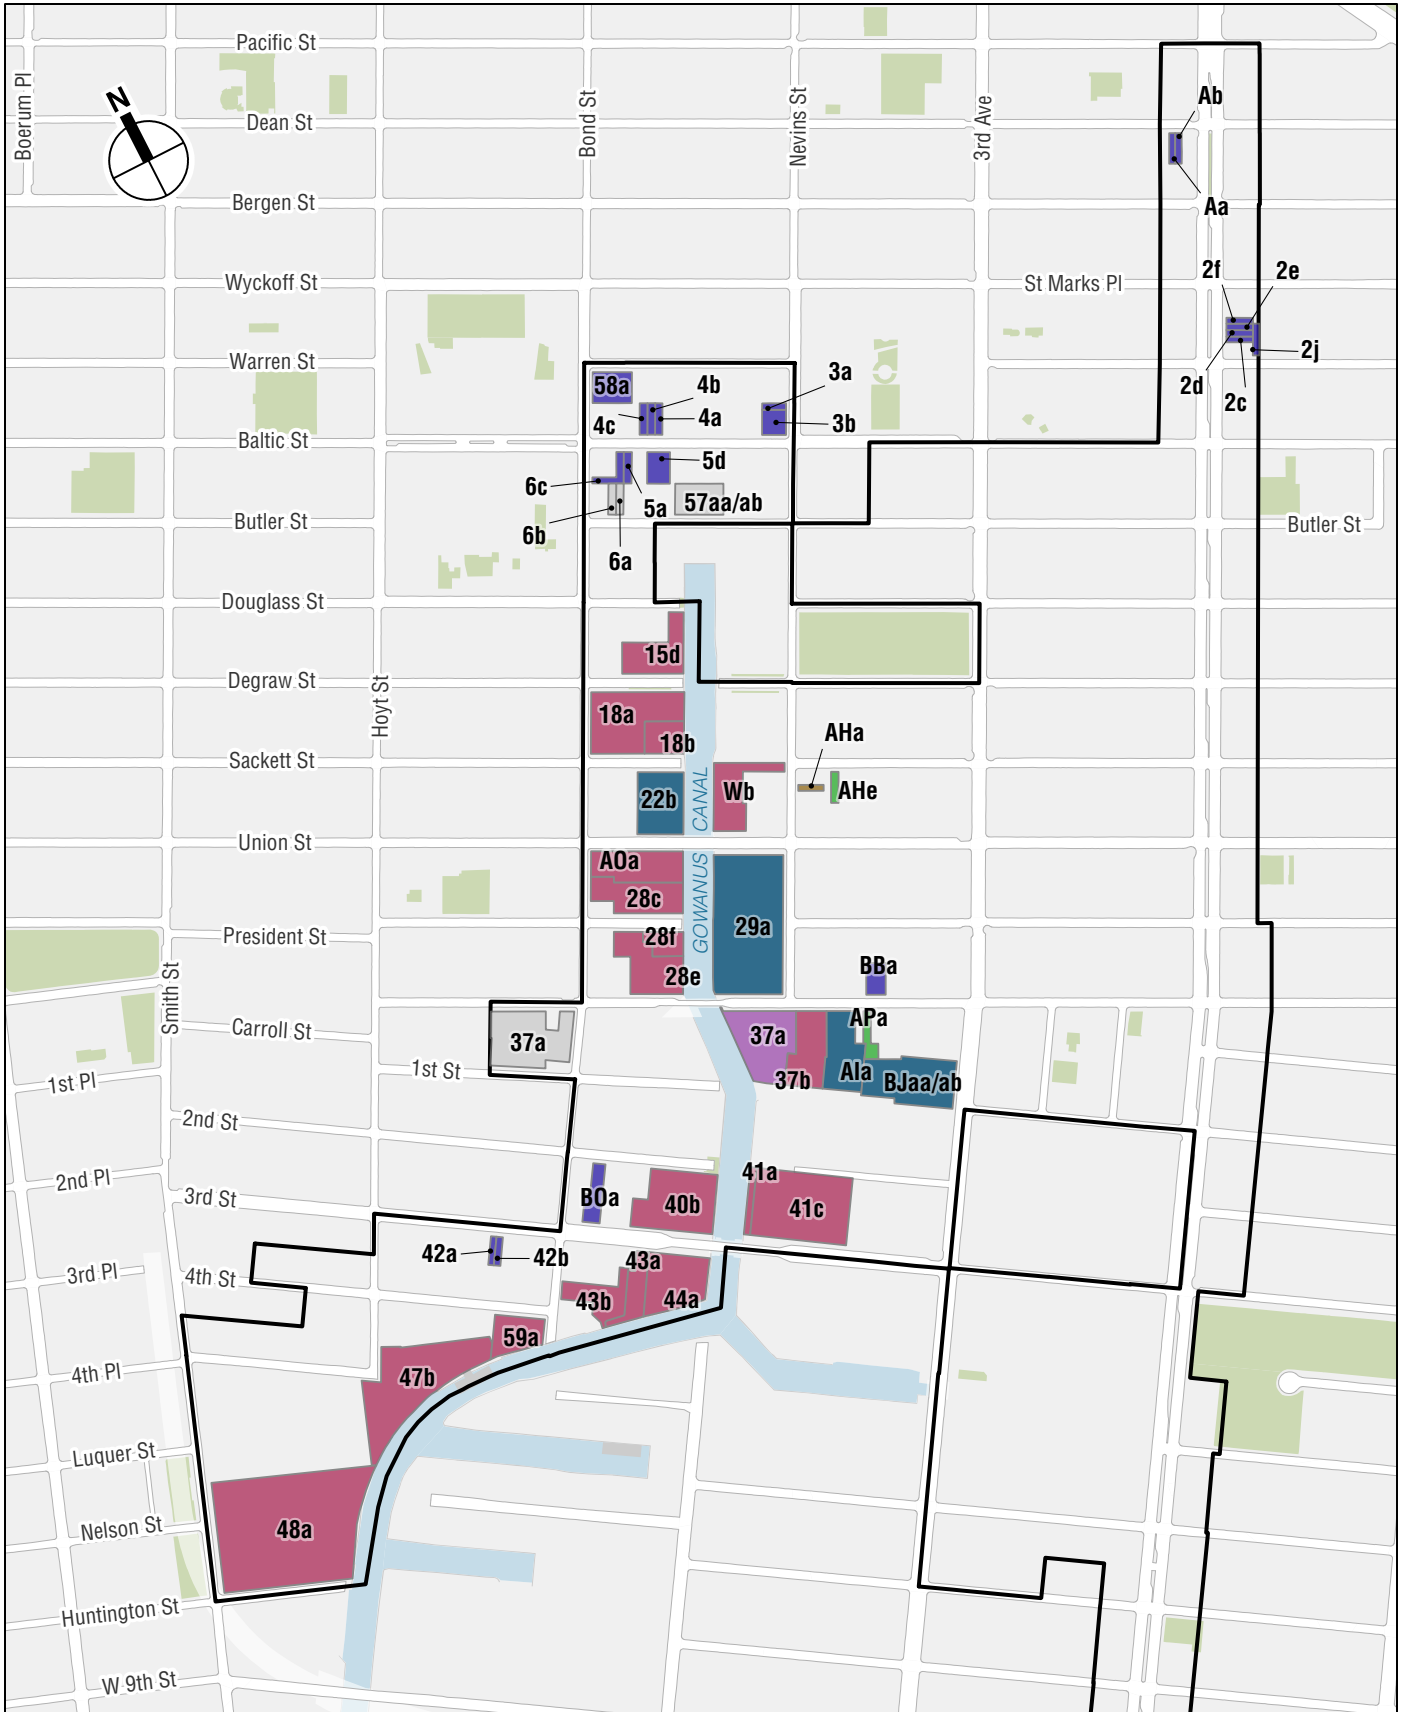 Pacific St
N
Boerum Pl
Dean St
Bond St
Nevins St
3rd Ave
Ab
Aa
Bergen St
Wyckoff St
St Marks Pl
2f
2e
2j
2d
2c
Warren St
58a
4b
4a
4c
3a
3b
Baltic St
5d
6c
5a
57aa/ab
Butler St
Butler St
6b
6a
Douglass St
15d
Degraw St
Hoyt St
18a
18b
AHa
Sackett St
22b
CANAL
Wb
AHe
Union St
AOa
28c
GOWANUS
29a
President St
28f
28e
BBa
Smith St
Carroll St
37a
37a
APa
1st St
1st Pl
37b
AIa
BJaa/ab
2nd St
2nd Pl
41a
3rd St
BOa
40b
41c
42a
42b
43a
3rd Pl
4th St
43b
44a
59a
4th Pl
47b
Luquer St
Nelson St
48a
Huntington St
W 9th St